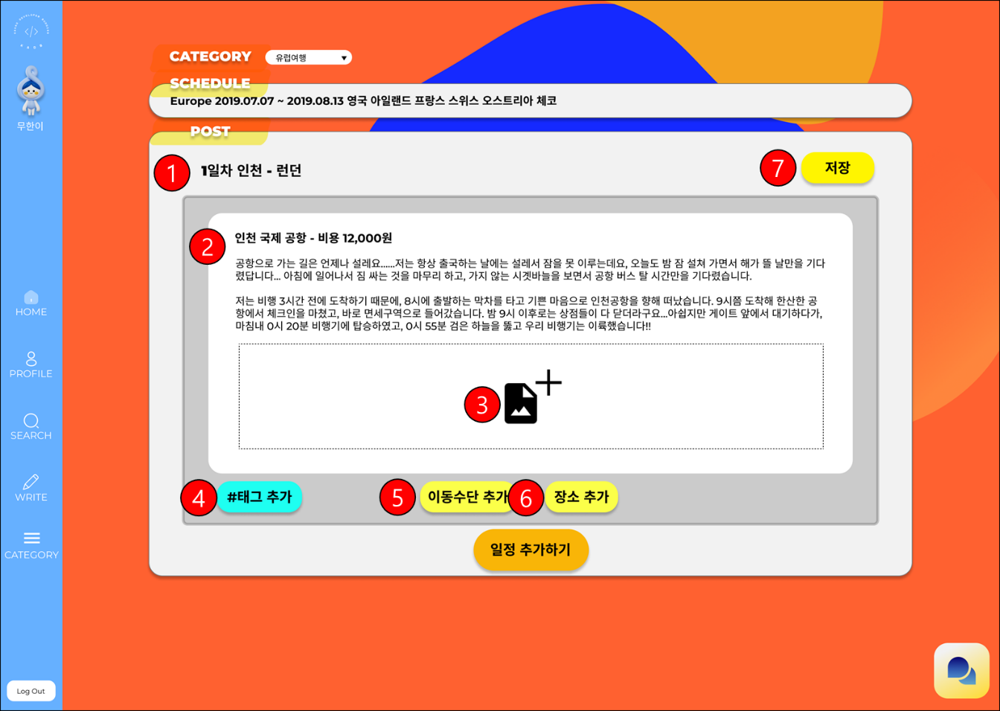 </>
무한이
HOME
PROFILE
SEARCH
WRITE
CATEGORY
Log Out
CATEGORY 유럽여행 ▼
SCHEDULE
Europe 2019.07.07 ~ 2019.08.13 영국 아일랜드 프랑스 스위스 오스트리아 체코
POST
1 1일차 인천 - 런던
7 저장
2 인천 국제 공항 - 비용 12,000원
공항으로 가는 길은 언제나 설레요......저는 항상 출국하는 날에는 설레서 잠을 못 이루는데요, 오늘도 밤 잠 설쳐 가면서 해가 뜰 날만을 기다
렸답니다... 아침에 일어나서 짐 싸는 것을 마무리 하고, 가지 않는 시곗바늘을 보면서 공항 버스 탈 시간만을 기다렸습니다.
저는 비행 3시간 전에 도착하기 때문에, 8시에 출발하는 막차를 타고 기쁜 마음으로 인천공항을 향해 떠났습니다. 9시쯤 도착해 한산한 공
항에서 체크인을 마쳤고, 바로 면세구역으로 들어갔습니다. 밤 9시 이후로는 상점들이 다 닫더라구요...아쉽지만 게이트 앞에서 대기하다가,
마침내 0시 20분 비행기에 탑승하였고, 0시 55분 검은 하늘을 뚫고 우리 비행기는 이륙했습니다!!
3
4 #태그 추가
5 이동수단 추가
6 장소 추가
일정 추가하기